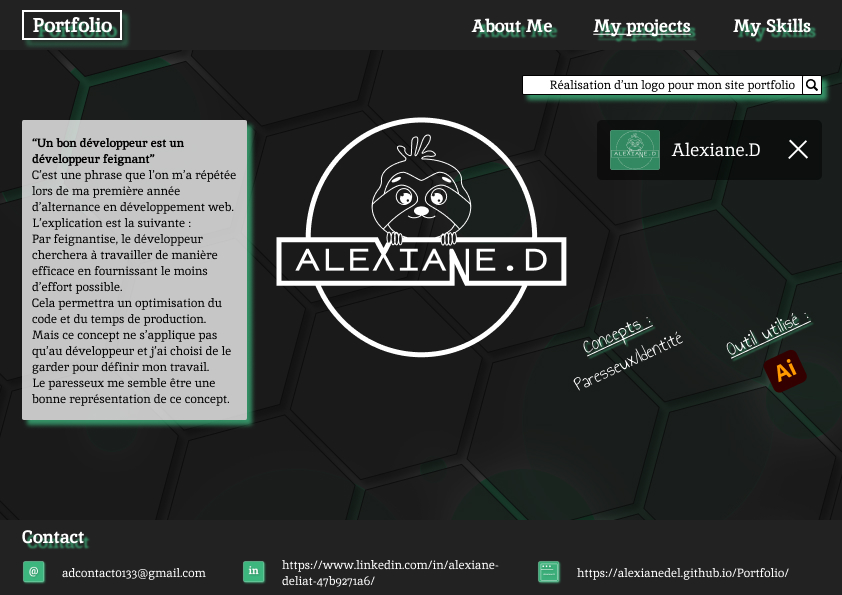 Portfolio
About Me
My projects
My Skills
Réalisation d'un logo pour mon site portfolio
“Un bon développeur est un
développeur feignant”
C'est une phrase que l'on m'a répétée
lors de ma première année
d'alternance en développement web.
L'explication est la suivante :
Par feignantise, le développeur
cherchera à travailler de manière
efficace en fournissant le moins
d'effort possible.
Cela permettra un optimisation du
code et du temps de production.
Mais ce concept ne s'applique pas
qu'au développeur et j'ai choisi de le
garder pour définir mon travail.
Le paresseux me semble être une
bonne représentation de ce concept.
ALEXIANE.D
ALEXIANE.D
Alexiane.D
Concepts :
Paresseux/Identité
Outil utilisé :
Ai
Contact
@
adcontact0133@gmail.com
in
https://www.linkedin.com/in/alexiane-
deliat-47b9271a6/
https://alexianedel.github.io/Portfolio/